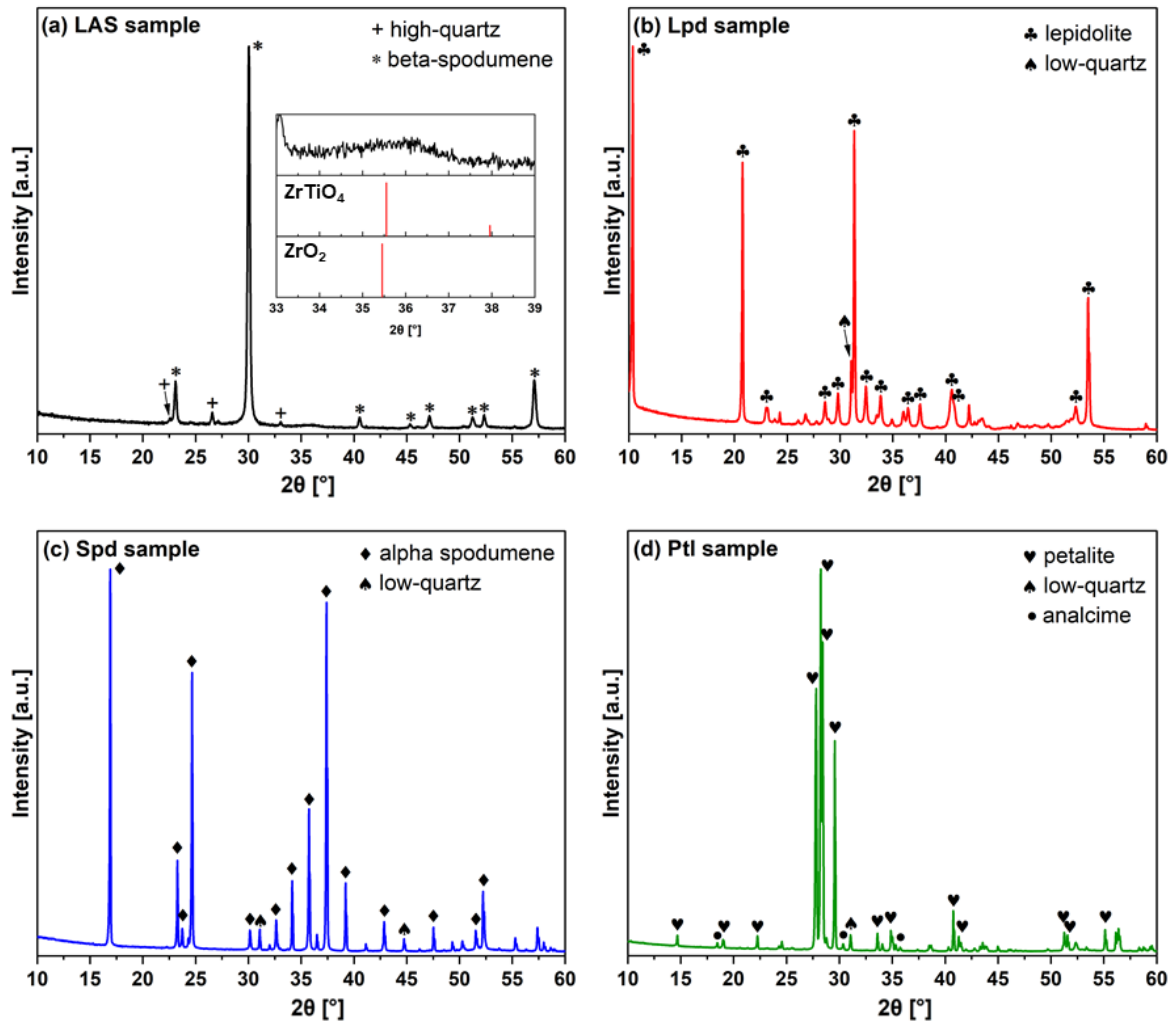 (a) LAS sample
+ high-quartz
* beta-spodumene
+ * + * + * * * * * *
ZrTiO₄
ZrO₂
33 34 35 36 37 38 39
2θ [°]
Intensity [a.u.]
10 15 20 25 30 35 40 45 50 55 60
2θ [°]
(b) Lpd sample
♣ lepidolite
♠ low-quartz
Intensity [a.u.]
10 15 20 25 30 35 40 45 50 55 60
2θ [°]
(c) Spd sample
♦ alpha spodumene
♠ low-quartz
Intensity [a.u.]
10 15 20 25 30 35 40 45 50 55 60
2θ [°]
(d) Ptl sample
♥ petalite
♠ low-quartz
● analcime
Intensity [a.u.]
10 15 20 25 30 35 40 45 50 55 60
2θ [°]